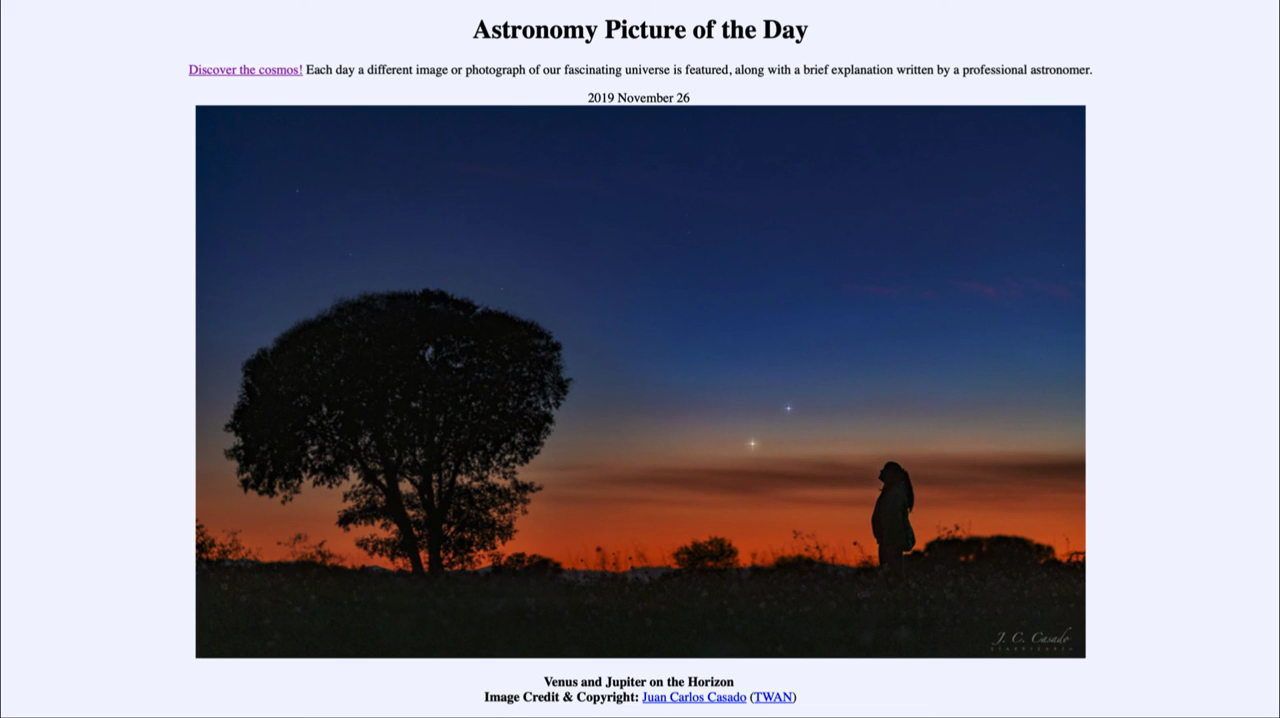 Astronomy Picture of the Day
Discover the cosmos! Each day a different image or photograph of our fascinating universe is featured, along with a brief explanation written by a professional astronomer.
2019 November 26
J. C. Casado
Venus and Jupiter on the Horizon
Image Credit & Copyright: Juan Carlos Casado (TWAN)